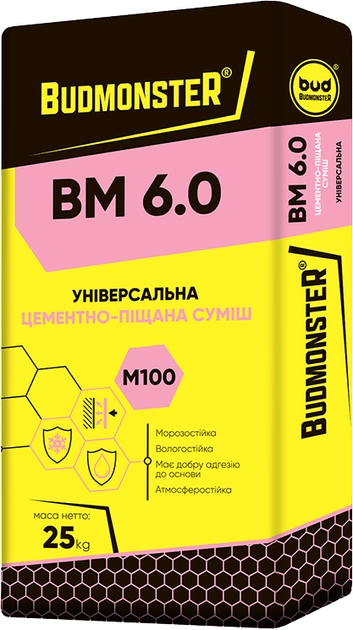 BUDMONSTER®
BM 6.0
УНІВЕРСАЛЬНА
ЦЕМЕНТНО-ПІЩАНА СУМІШ
M100
Морозостійка
Вологостійка
Має добру адгезію
до основи
Атмосферостійка
маса нетто:
25kg
bud
BUDMONSTER
BM 6.0
ЦЕМЕНТНО-ПІЩАНА
СУМІШ
УНІВЕРСАЛЬНА
BUDMONSTER®